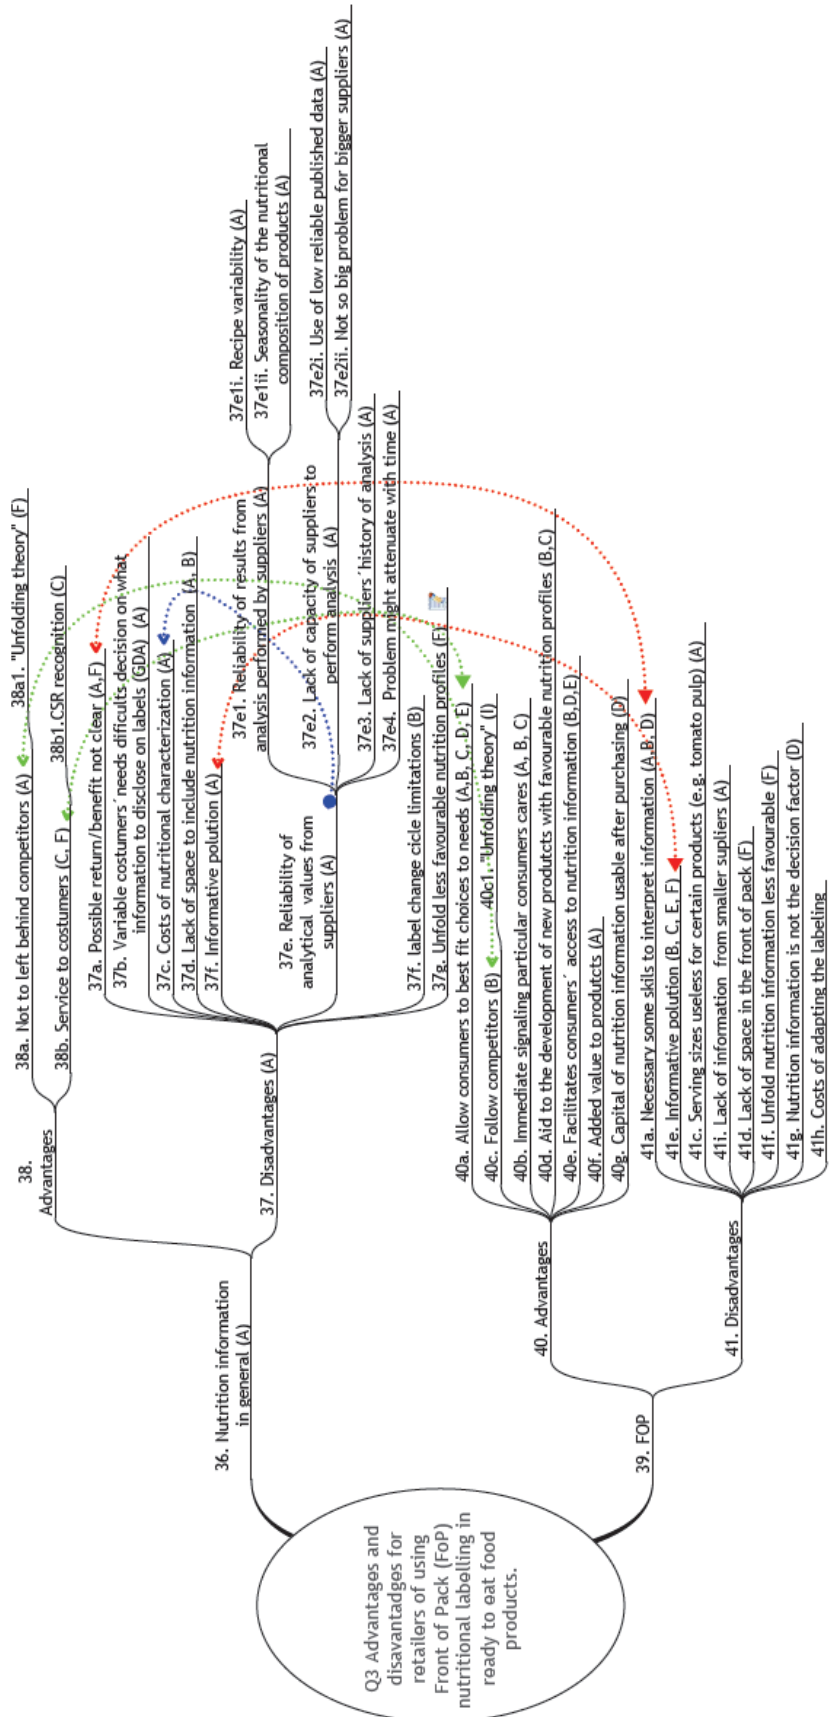 Q3 Advantages and
disavantadges for
retailers of using
Front of Pack (FoP)
nutritional labelling in
ready to eat food
products.
36. Nutrition information
in general (A)
38.
Advantages
38a. Not to left behind competitors (A)
38a1. "Unfolding theory" (F)
38b. Service to costumers (C, F)
38b1.CSR recognition (C)
37. Disadvantages (A)
37a. Possible return/benefit not clear (A,F)
37b. Variable costumers´needs difficults decision on what
information to disclose on labels (GDA) (A)
37c. Costs of nutritional characterization (A)
37d. Lack of space to include nutrition information (A, B)
37f. Informative polution (A)
37e. Reliability of
analytical values from
suppliers (A)
37e1. Reliability of results from
analysis performed by suppliers (A)
37e1i. Recipe variability (A)
37e1ii. Seasonality of the nutritional
composition of products (A)
37e2. Lack of capacity of suppliers to
perform analysis (A)
37e2i. Use of low reliable published data (A)
37e2ii. Not so big problem for bigger suppliers (A)
37e3. Lack of suppliers´history of analysis (A)
37e4. Problem might attenuate with time (A)
37f. label change cicle limitations (B)
37g. Unfold less favourable nutrition profiles (F)
39. FOP
40. Advantages
40a. Allow consumers to best fit choices to needs (A,B, C, D, E)
40c. Follow competitors (B)
40c1. "Unfolding theory" (I)
40b. Immediate signaling particular consumers cares (A, B, C)
40d. Aid to the development of new produtcts with favourable nutrition profiles (B,C)
40e. Facilitates consumers´ access to nutrition information (B,D,E)
40f. Added value to produtcts (A)
40g. Capital of nutrition information usable after purchasing (D)
41. Disadvantages
41a. Necessary some skils to interpret information (A,B, D)
41e. Informative polution (B, C, E, F)
41c. Serving sizes useless for certain products (e.g. tomato pulp) (A)
41i. Lack of information from smaller supliers (A)
41d. Lack of space in the front of pack (F)
41f. Unfold nutrition information less favourable (F)
41g. Nutrition information is not the decision factor (D)
41h. Costs of adapting the labeling